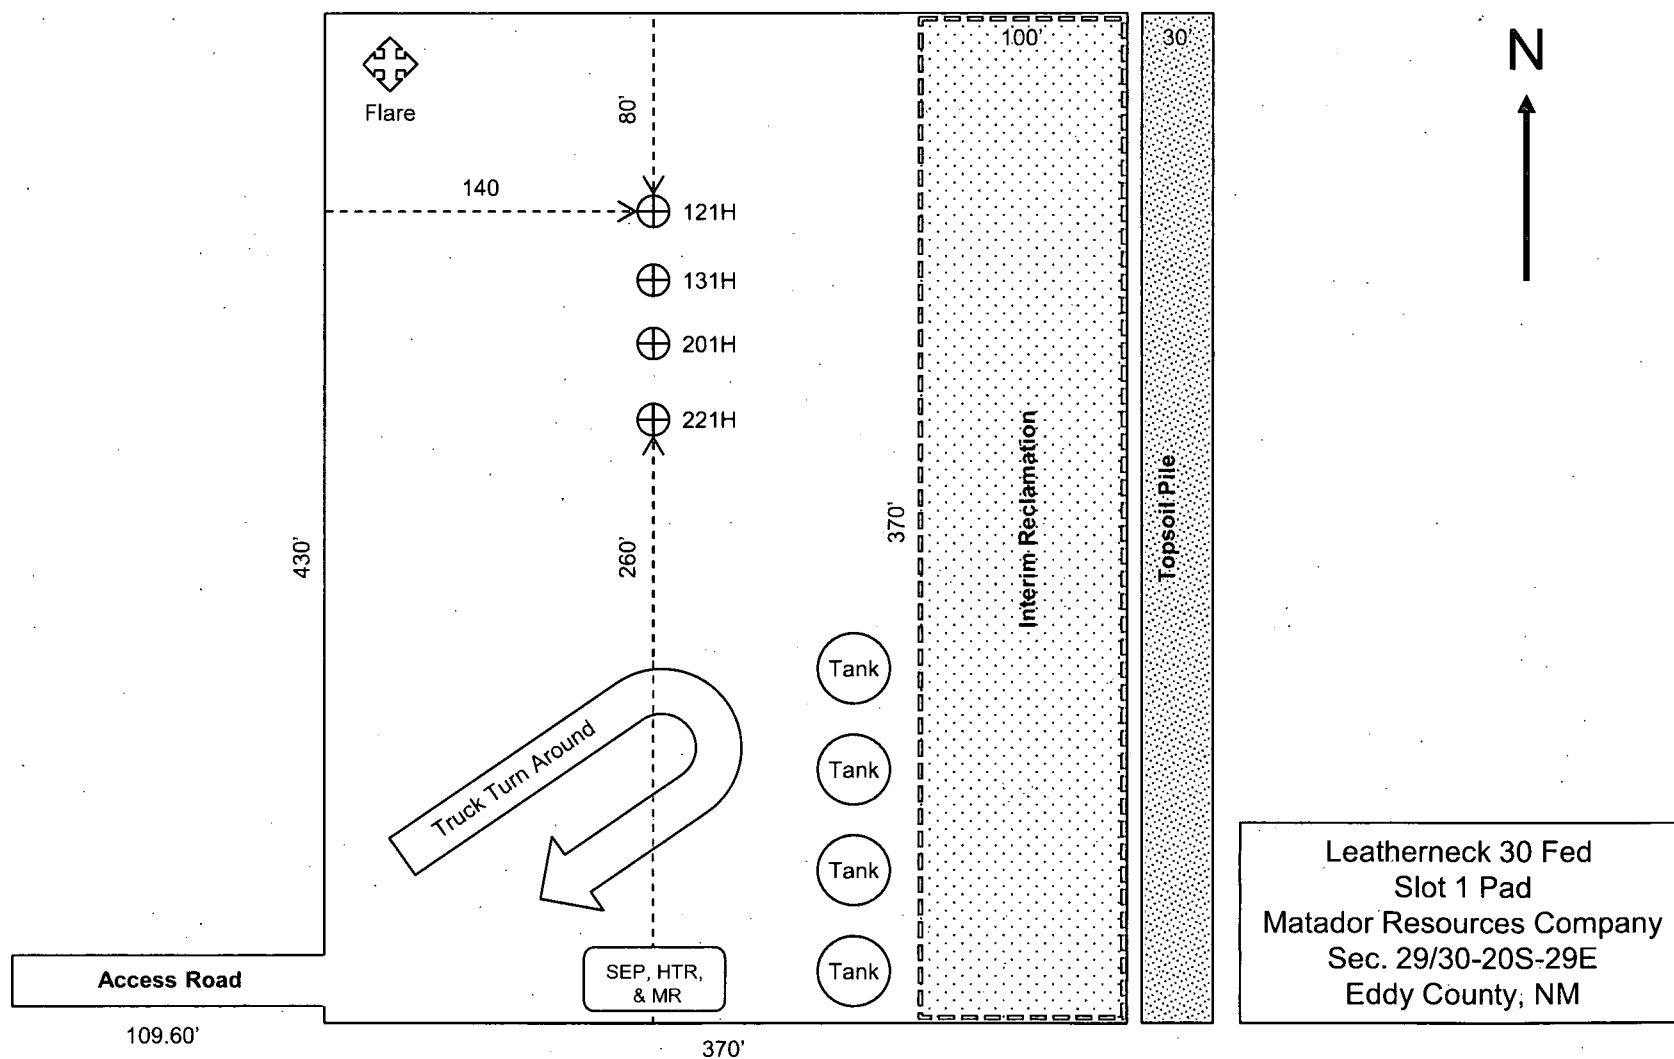 100'
30'
N
Flare
80'
140
121H
131H
201H
221H
430'
260'
370'
Interim Reclamation
Topsoil Pile
Truck Turn Around
Tank
Tank
Tank
Tank
SEP, HTR,
& MR
Access Road
109.60'
370'
Leatherneck 30 Fed
Slot 1 Pad
Matador Resources Company
Sec. 29/30-20S-29E
Eddy County, NM